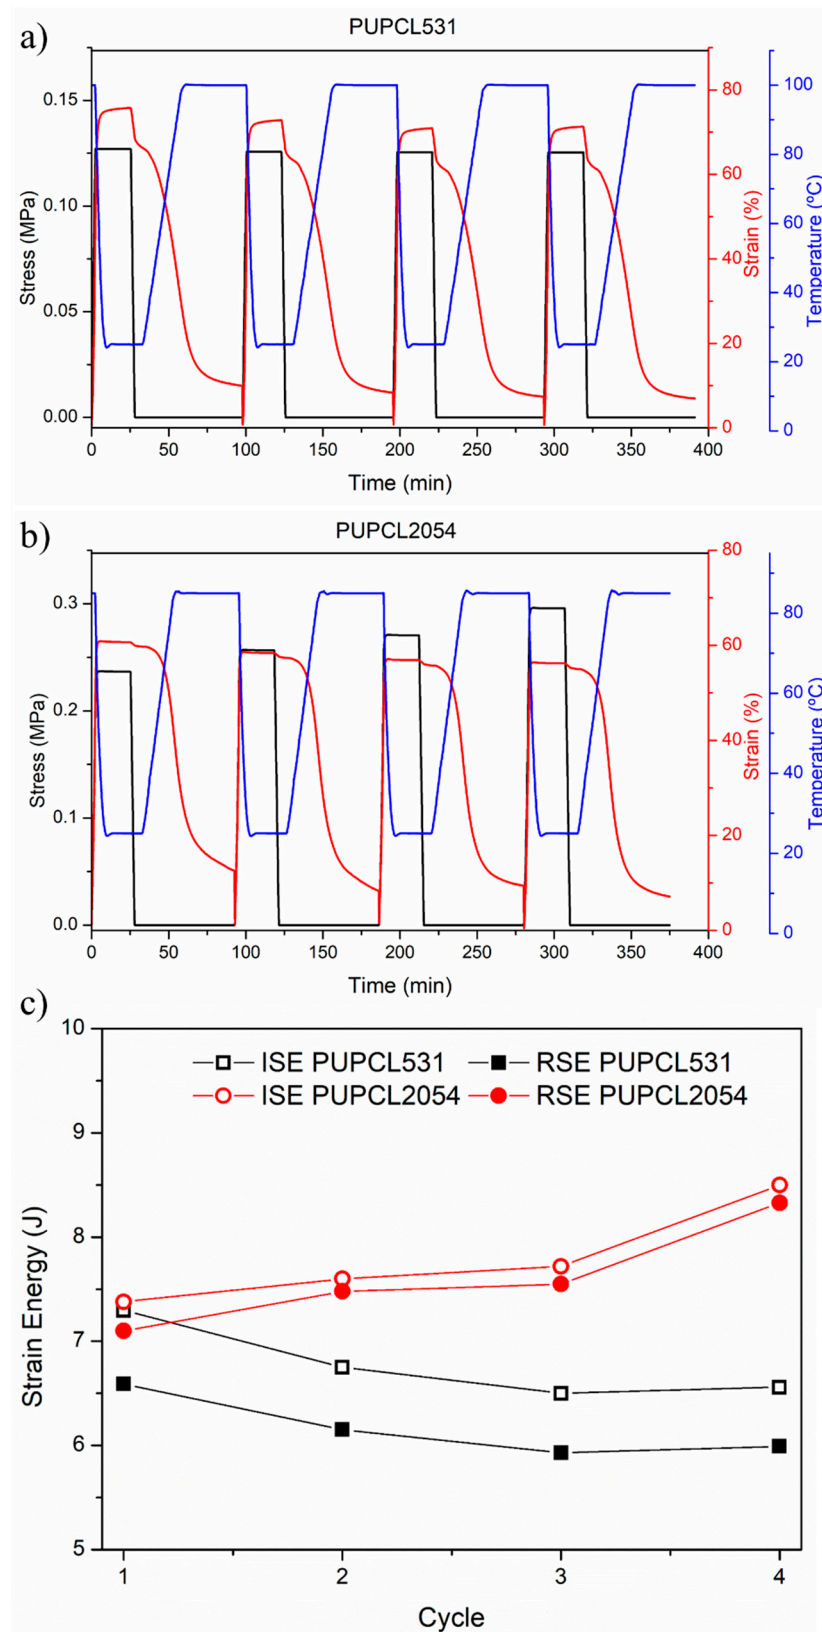 a)
PUPCL531
0.15
0.10
0.05
0.00
Stress (MPa)
80
60
40
20
0
Strain (%)
100
80
60
40
20
0
Temperature (ºC)
0 50 100 150 200 250 300 350 400
Time (min)
b)
PUPCL2054
0.3
0.2
0.1
0.0
Stress (MPa)
80
60
40
20
0
Strain (%)
80
60
40
20
0
Temperature (ºC)
0 50 100 150 200 250 300 350 400
Time (min)
c)
10
9
8
7
6
5
Strain Energy (J)
ISE PUPCL531 RSE PUPCL531
ISE PUPCL2054 RSE PUPCL2054
1 2 3 4
Cycle